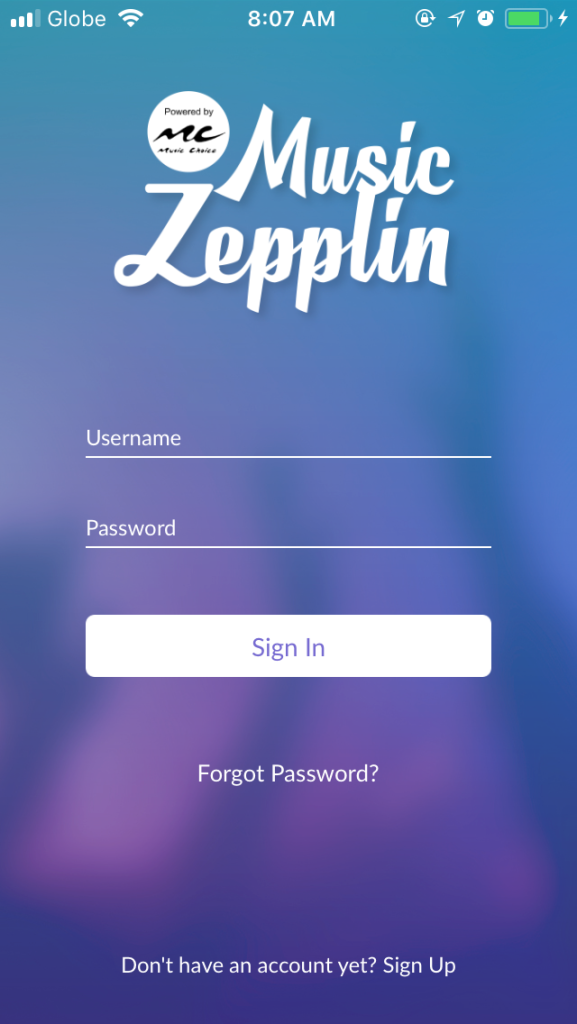 Globe 8:07 AM
Powered by
MC
Music Choice
Music
Zepplin
Username
Password
Sign In
Forgot Password?
Don't have an account yet? Sign Up